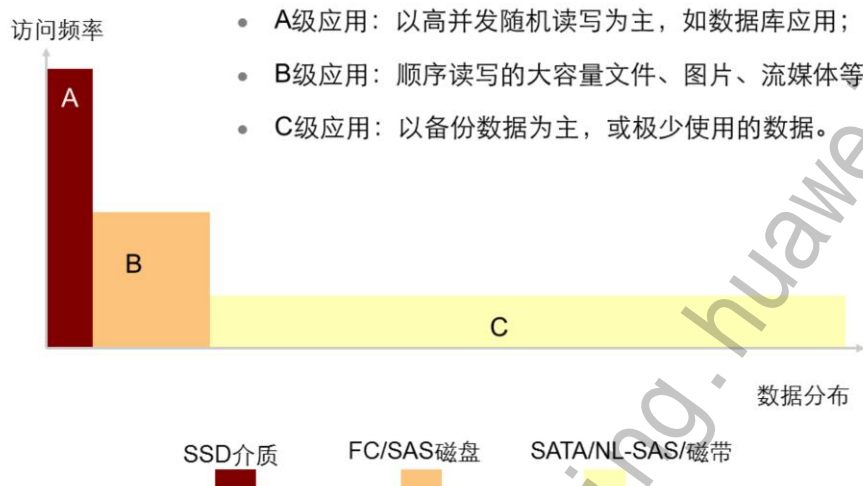 访问频率
A级应用：以高并发随机读写为主，如数据库应用；
B级应用：顺序读写的大容量文件、图片、流媒体等
C级应用：以备份数据为主，或极少使用的数据。
A
B
C
数据分布
SSD介质 FC/SAS磁盘 SATA/NL-SAS/磁带
ing.huawe